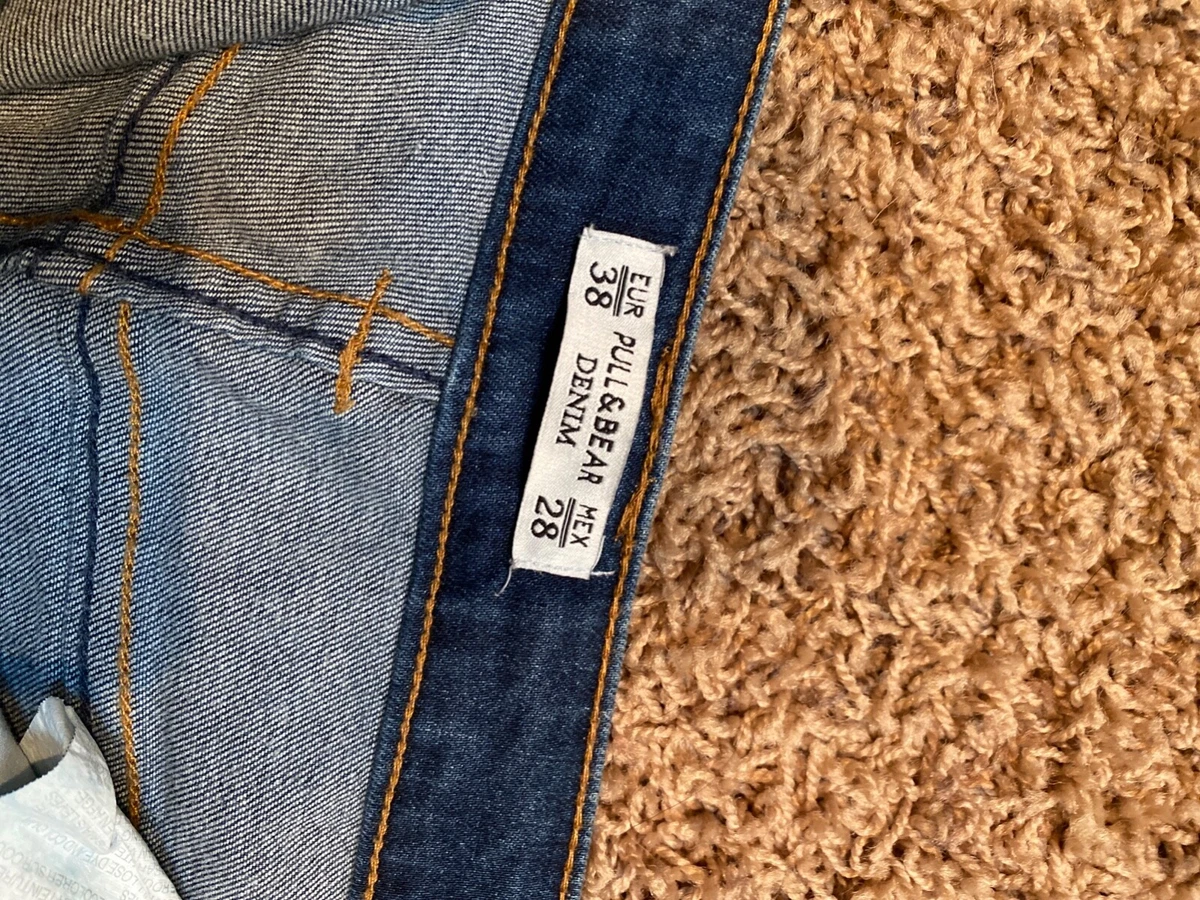 EUR
38
PULL&BEAR
DENIM
MEX
28